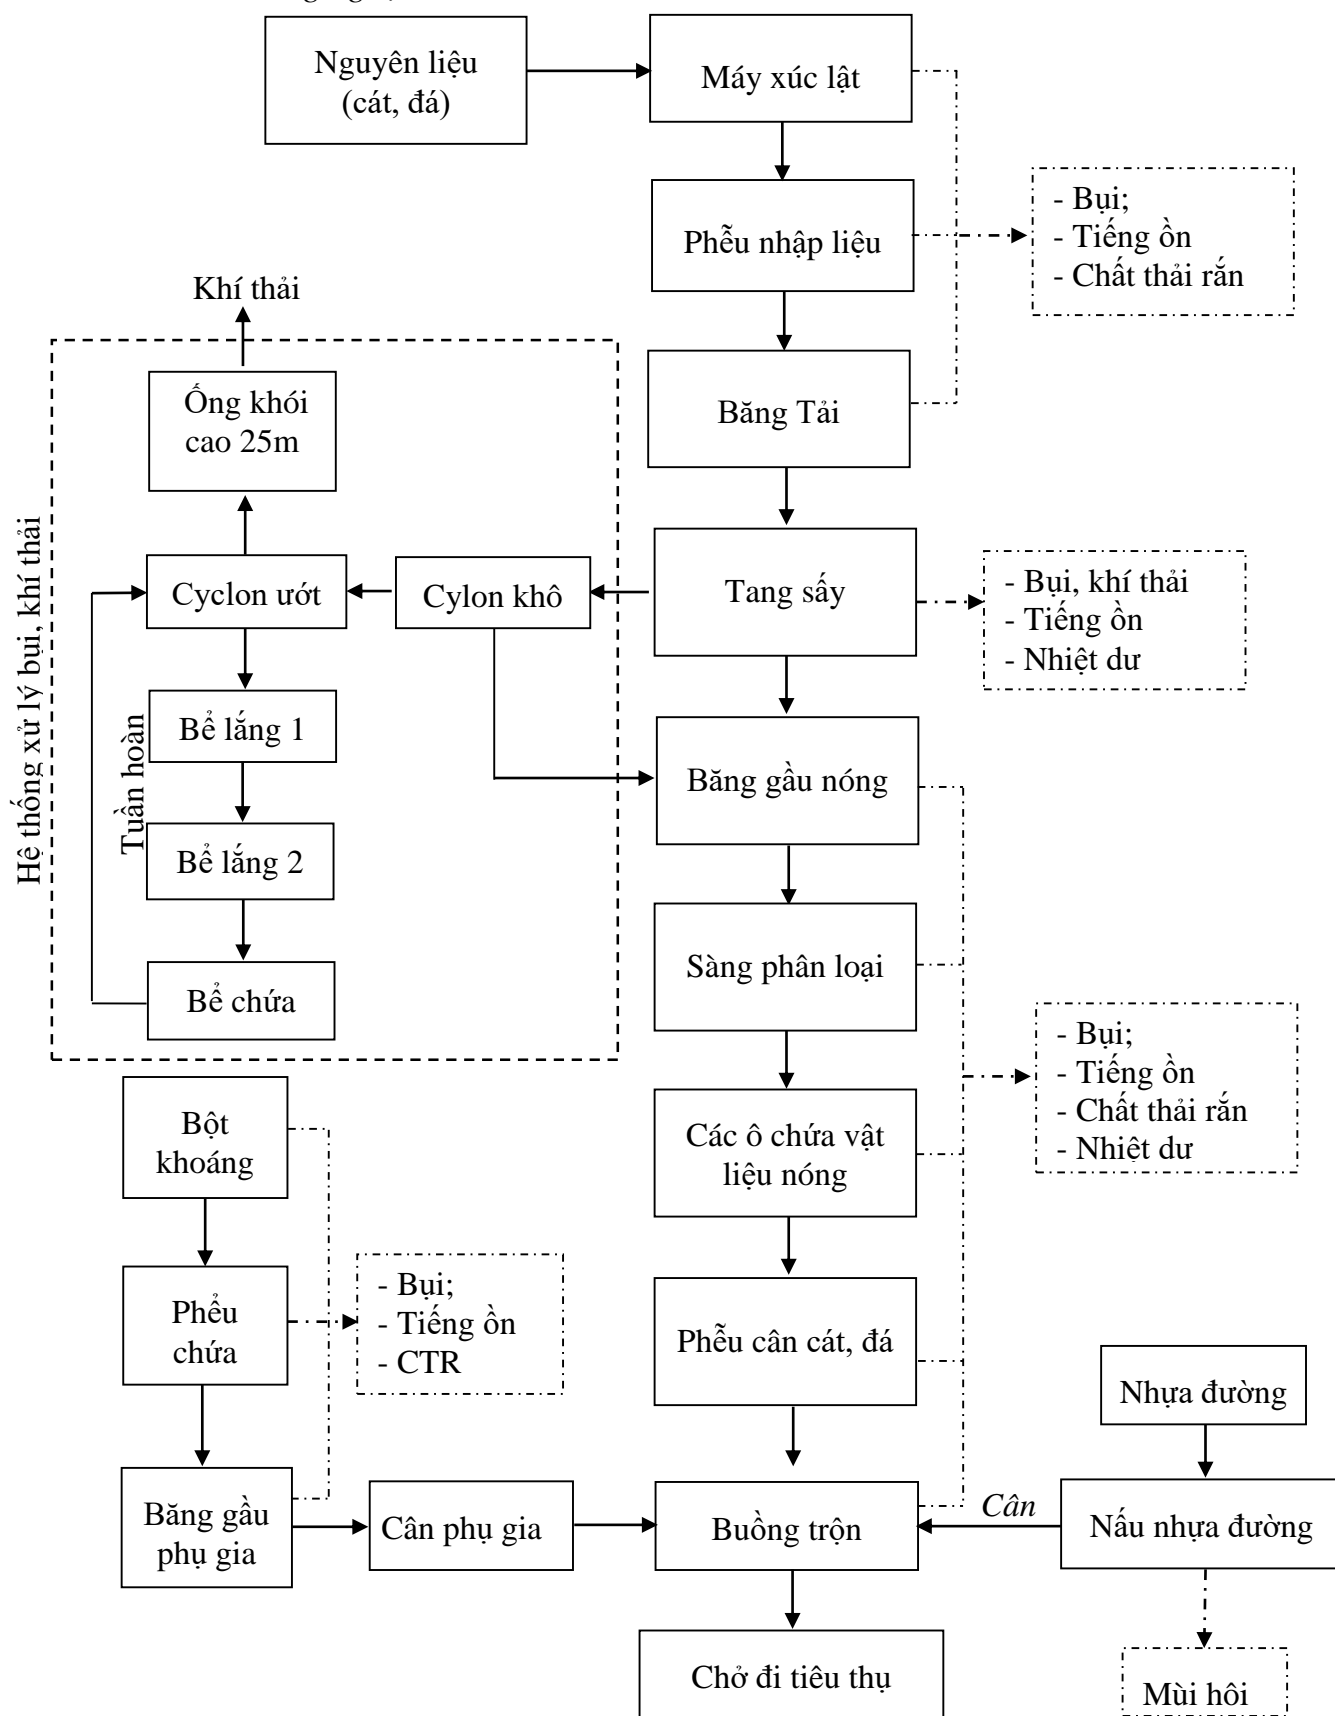 Nguyên liệu
(cát, đá)
Máy xúc lật
Phễu nhập liệu
- Bụi;
- Tiếng ồn
- Chất thải rắn
Khí thải
Băng Tải
Ống khói
cao 25m
Hệ thống xử lý bụi, khí thải
Cyclon ướt
Cylon khô
Tang sấy
- Bụi, khí thải
- Tiếng ồn
- Nhiệt dư
Bể lắng 1
Tuần hoàn
Băng gầu nóng
Bể lắng 2
Sàng phân loại
Bể chứa
- Bụi;
- Tiếng ồn
- Chất thải rắn
- Nhiệt dư
Bột
khoáng
Các ô chứa vật
liệu nóng
Phểu
chứa
- Bụi;
- Tiếng ồn
- CTR
Phễu cân cát, đá
Nhựa đường
Băng gầu
phụ gia
Cân phụ gia
Buồng trộn
Cân
Nấu nhựa đường
Chở đi tiêu thụ
Mùi hôi